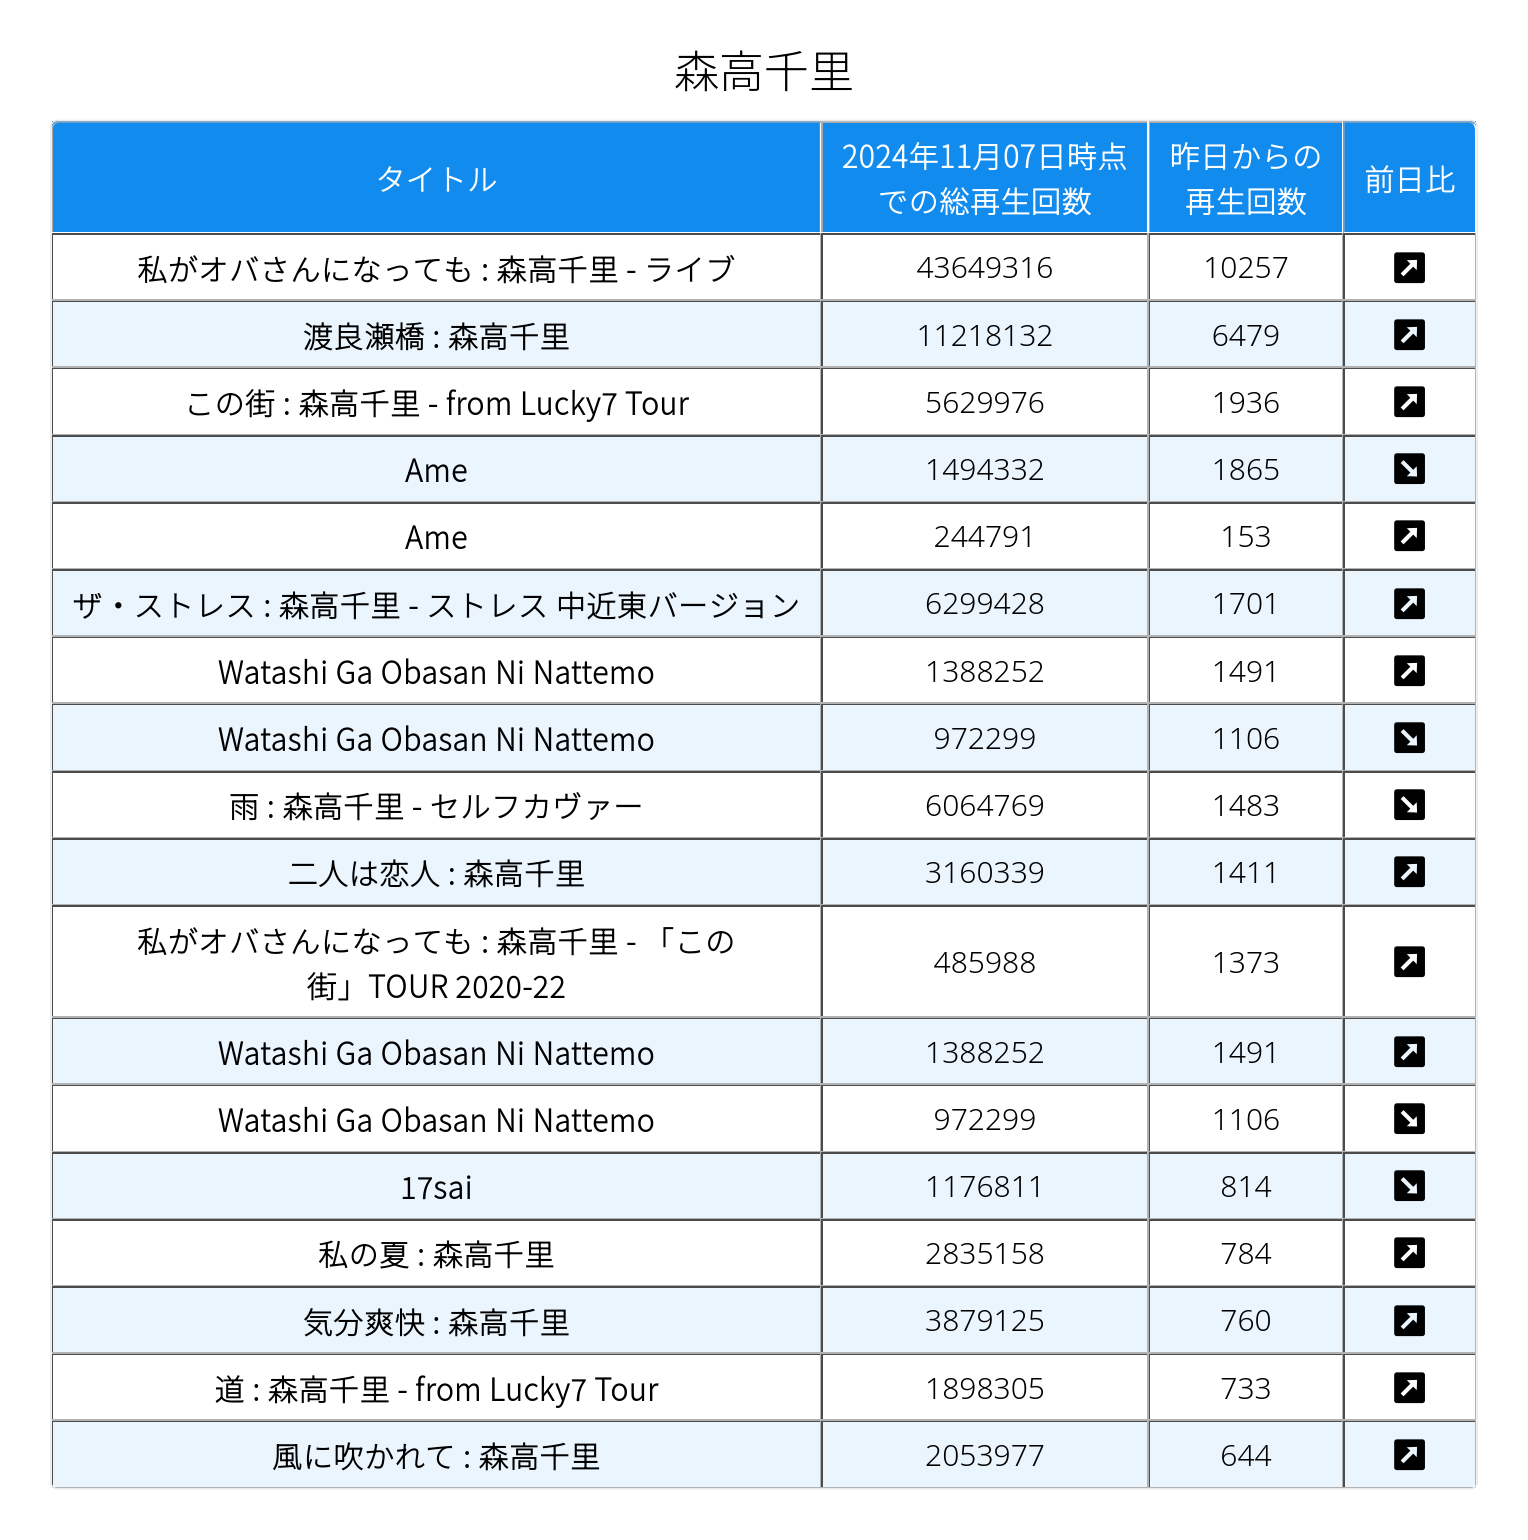 森高千里
タイトル
2024年11月07日時点
での総再生回数
昨日からの
再生回数
前日比
私がオバさんになっても : 森高千里 - ライブ 43649316 10257
渡良瀬橋 : 森高千里 11218132 6479
この街 : 森高千里 - from Lucky7 Tour 5629976 1936
Ame 1494332 1865
Ame 244791 153
ザ・ストレス : 森高千里 - ストレス 中近東バージョン 6299428 1701
Watashi Ga Obasan Ni Nattemo 1388252 1491
Watashi Ga Obasan Ni Nattemo 972299 1106
雨 : 森高千里 - セルフカヴァー 6064769 1483
二人は恋人 : 森高千里 3160339 1411
私がオバさんになっても : 森高千里 - 「この
街」TOUR 2020-22 485988 1373
Watashi Ga Obasan Ni Nattemo 1388252 1491
Watashi Ga Obasan Ni Nattemo 972299 1106
17sai 1176811 814
私の夏 : 森高千里 2835158 784
気分爽快 : 森高千里 3879125 760
道 : 森高千里 - from Lucky7 Tour 1898305 733
風に吹かれて : 森高千里 2053977 644